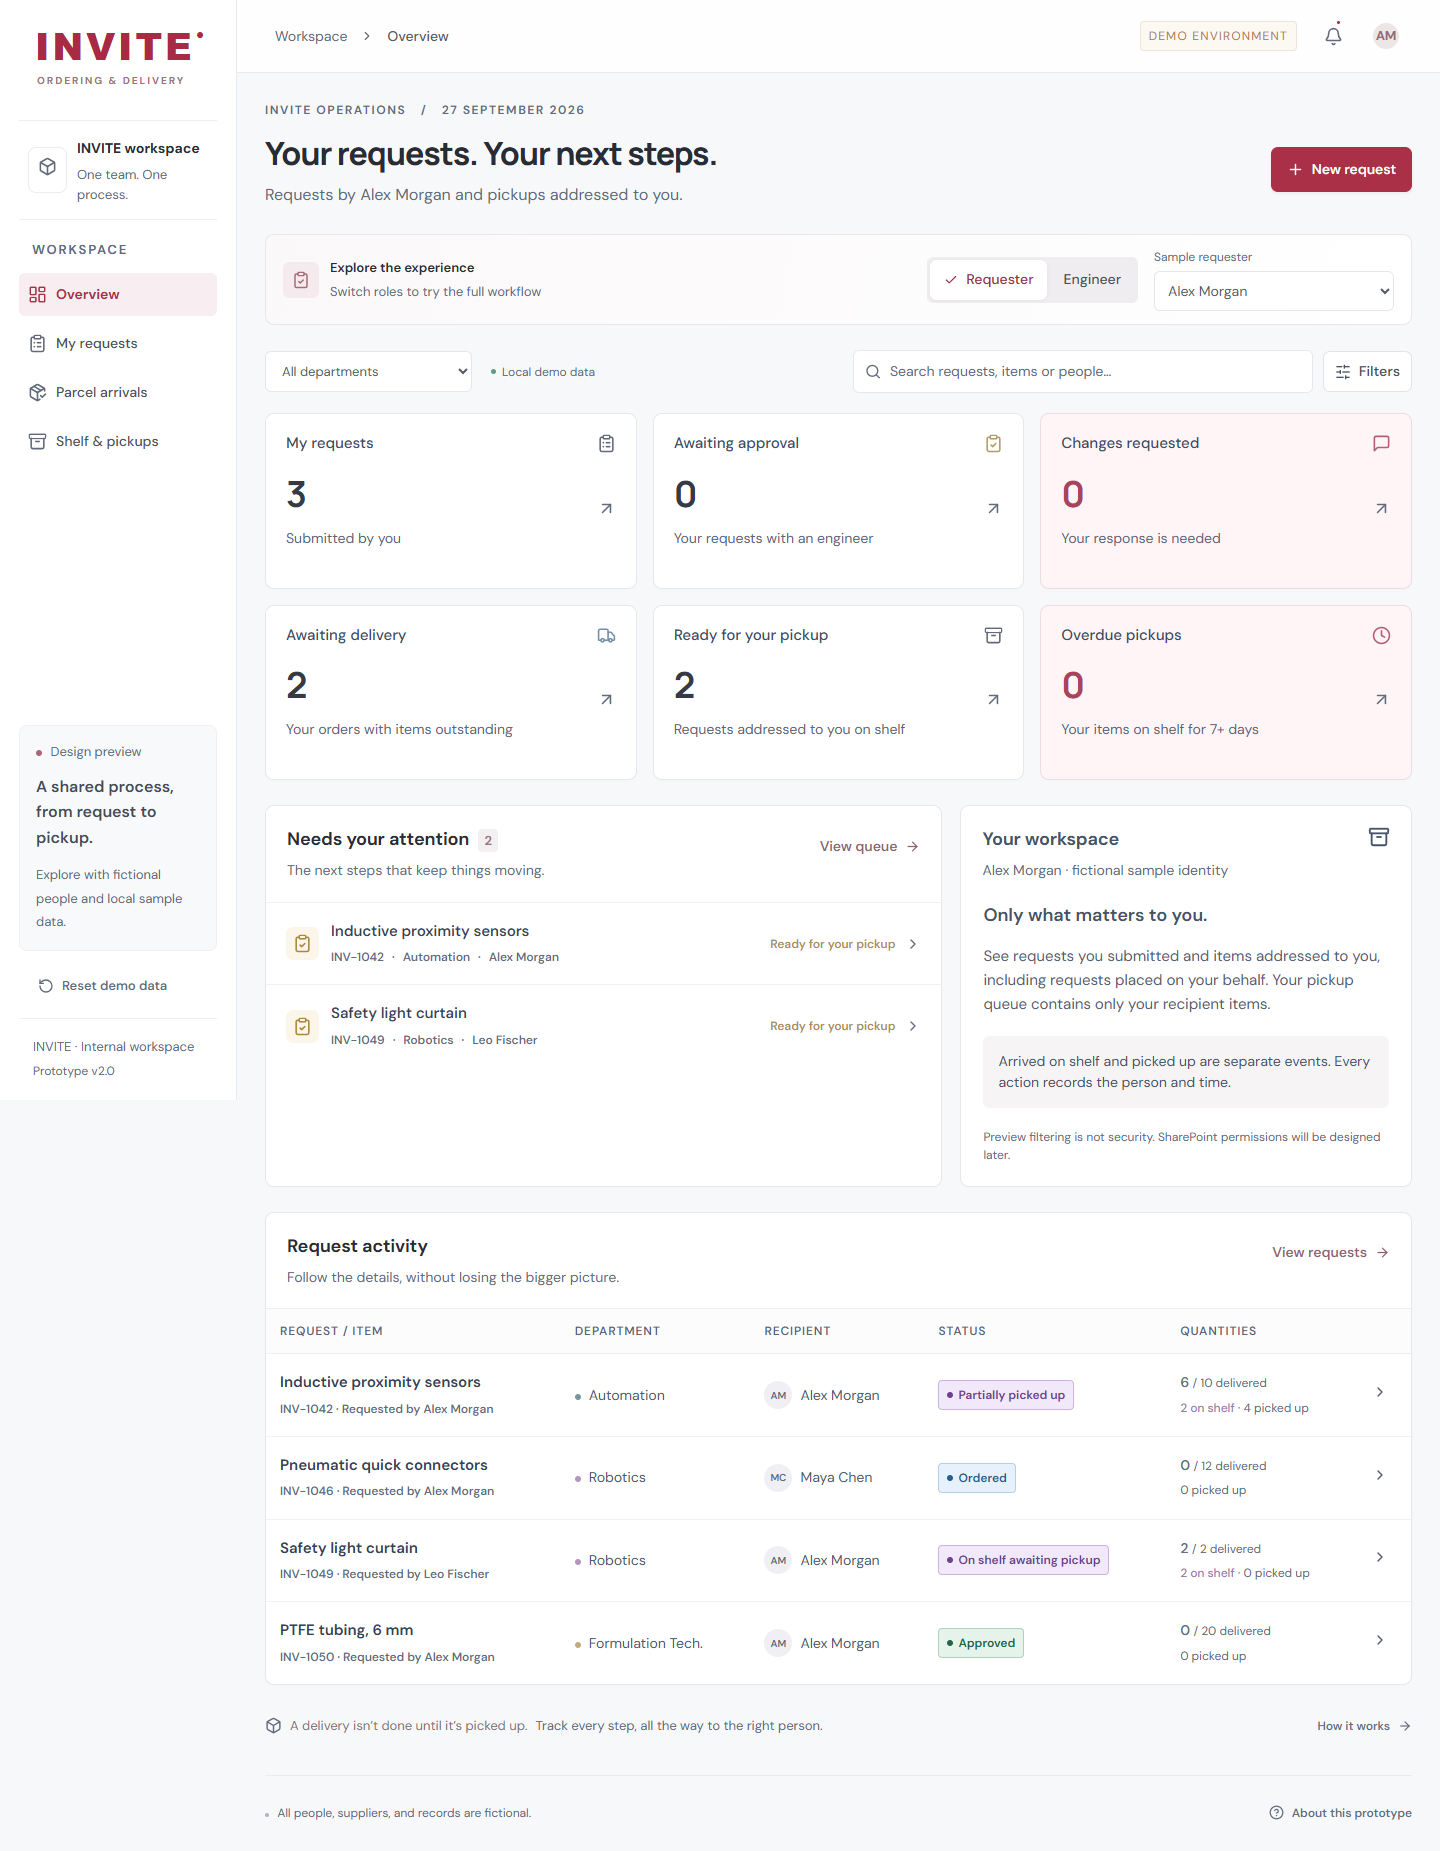 INVITE
ORDERING & DELIVERY
INVITE workspace
One team. One
process.
WORKSPACE
Overview
My requests
Parcel arrivals
Shelf & pickups
Design preview
A shared process,
from request to
pickup.
Explore with fictional
people and local sample
data.
Reset demo data
INVITE · Internal workspace
Prototype v2.0
Workspace > Overview
DEMO ENVIRONMENT
AM
INVITE OPERATIONS / 27 SEPTEMBER 2026
Your requests. Your next steps.
Requests by Alex Morgan and pickups addressed to you.
New request
Explore the experience
Switch roles to try the full workflow
Requester
Engineer
Sample requester
Alex Morgan
All departments
Local demo data
Search requests, items or people...
Filters
My requests
3
Submitted by you
Awaiting approval
0
Your requests with an engineer
Changes requested
0
Your response is needed
Awaiting delivery
2
Your orders with items outstanding
Ready for your pickup
2
Requests addressed to you on shelf
Overdue pickups
0
Your items on shelf for 7+ days
Needs your attention 2
The next steps that keep things moving.
View queue
Inductive proximity sensors
INV-1042 · Automation · Alex Morgan
Ready for your pickup
Safety light curtain
INV-1049 · Robotics · Leo Fischer
Ready for your pickup
Your workspace
Alex Morgan · fictional sample identity
Only what matters to you.
See requests you submitted and items addressed to you,
including requests placed on your behalf. Your pickup
queue contains only your recipient items.
Arrived on shelf and picked up are separate events. Every
action records the person and time.
Preview filtering is not security. SharePoint permissions will be designed
later.
Request activity
Follow the details, without losing the bigger picture.
View requests
REQUEST / ITEM DEPARTMENT RECIPIENT STATUS QUANTITIES
Inductive proximity sensors
INV-1042 · Requested by Alex Morgan
Automation
AM Alex Morgan
Partially picked up
6 / 10 delivered
2 on shelf · 4 picked up
Pneumatic quick connectors
INV-1046 · Requested by Alex Morgan
Robotics
MC Maya Chen
Ordered
0 / 12 delivered
0 picked up
Safety light curtain
INV-1049 · Requested by Leo Fischer
Robotics
AM Alex Morgan
On shelf awaiting pickup
2 / 2 delivered
2 on shelf · 0 picked up
PTFE tubing, 6 mm
INV-1050 · Requested by Alex Morgan
Formulation Tech.
AM Alex Morgan
Approved
0 / 20 delivered
0 picked up
A delivery isn't done until it's picked up. Track every step, all the way to the right person.
How it works
All people, suppliers, and records are fictional.
About this prototype